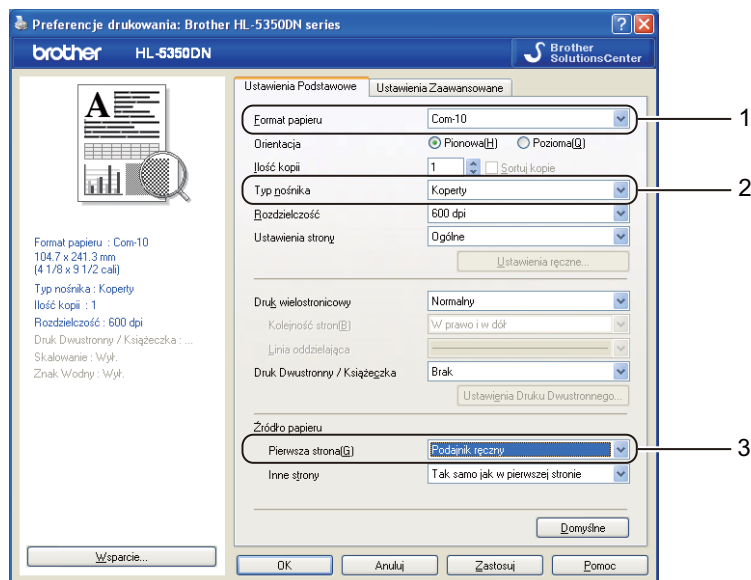 Preferencje drukowania: Brother HL-5350DN series
brother HL-5350DN
Brother
SolutionsCenter
Ustawienia Podstawowe
Ustawienia Zaawansowane
Format papieru Com-10 1
Orientacja Pionowa(H) Pozioma(Q)
Ilość kopii 1 Sortuj kopie
Typ nośnika Koperty 2
Rozdzielczość 600 dpi
Ustawienia strony Ogólne
Ustawienia ręczne...
Druk wielostronicowy Normalny
Kolejność stron(B) W prawo i w dół
Linia oddzielająca
Druk Dwustronny / Książeczka Brak
Ustawienia Druku Dwustronnego...
Źródło papieru
Pierwsza strona(G) Podajnik ręczny 3
Inne strony Tak samo jak w pierwszej stronie
Domyślne
A
Format papieru : Com-10
104.7 x 241.3 mm
(4 1/8 x 9 1/2 cali)
Typ nośnika : Koperty
Ilość kopii : 1
Rozdzielczość : 600 dpi
Druk Dwustronny / Książeczka : ...
Skalowanie : Wył.
Znak Wodny : Wył.
Wsparcie...
OK Anuluj Zastosuj Pomoc